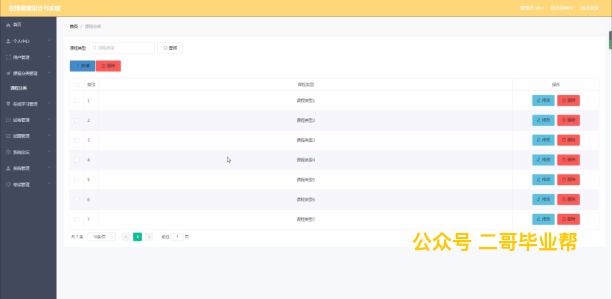 在线课堂设计与实现
首页
个人中心
用户管理
课程分类管理
课程分类
在线学习管理
试卷管理
试题管理
系统论坛
系统管理
考试管理
首页 / 课程分类
课程类型 课程类型 查询
新增 删除
索引 课程类型 操作
1 课程类型1 修改 删除
2 课程类型2 修改 删除
3 课程类型3 修改 删除
4 课程类型4 修改 删除
5 课程类型5 修改 删除
6 课程类型6 修改 删除
7 课程类型7 修改 删除
共 7 条 10条/页 1 前往 1 页
公众号 二哥毕业帮